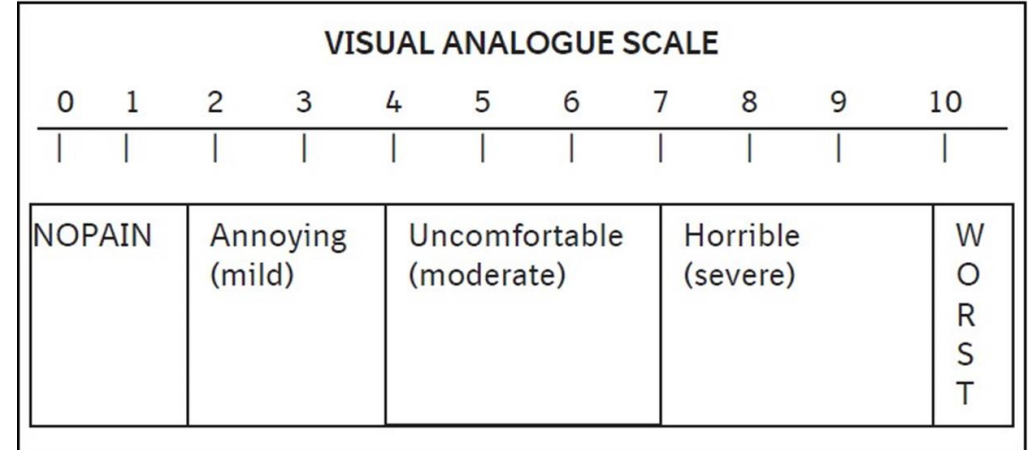 VISUAL ANALOGUE SCALE
0 1 2 3 4 5 6 7 8 9 10
NOPAIN
Annoying
(mild)
Uncomfortable
(moderate)
Horrible
(severe)
W
O
R
S
T